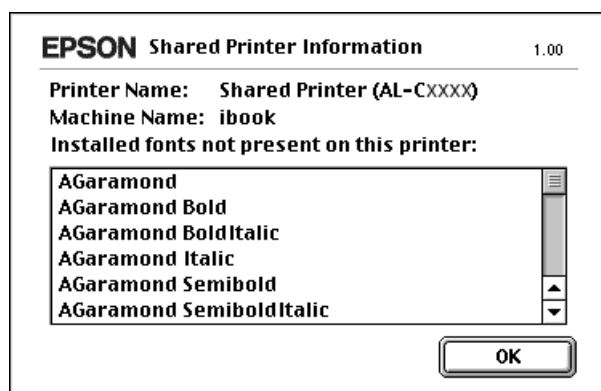 EPSON Shared Printer Information 1.00
Printer Name: Shared Printer (AL-CXXXX)
Machine Name: ibook
Installed fonts not present on this printer:
AGaramond
AGaramond Bold
AGaramond BoldItalic
AGaramond Italic
AGaramond Semibold
AGaramond SemiboldItalic
OK